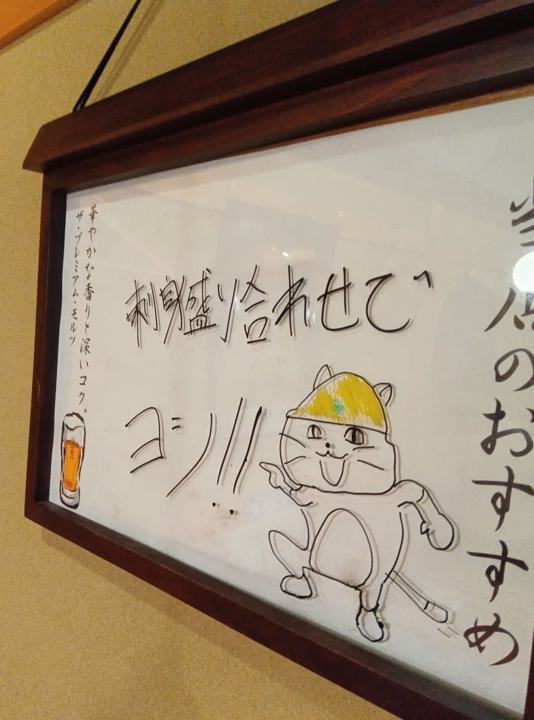 当店のおすすめ
刺身盛り合わせで
ヨシ!!
華やかな香りと深いコク。
ザ・プレミアム・モルツ